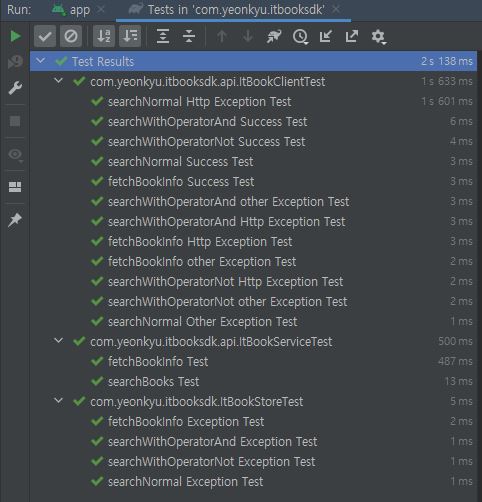 Run: app × Tests in 'com.yeonkyu.itbooksdk' ×
Test Results 2 s 138 ms
com.yeonkyu.itbooksdk.api.ItBookClientTest 1 s 633 ms
searchNormal Http Exception Test 1 s 601 ms
searchWithOperatorAnd Success Test 6 ms
searchWithOperatorNot Success Test 4 ms
searchNormal Success Test 3 ms
fetchBookInfo Success Test 3 ms
searchWithOperatorAnd other Exception Test 3 ms
searchWithOperatorAnd Http Exception Test 3 ms
fetchBookInfo Http Exception Test 3 ms
fetchBookInfo other Exception Test 2 ms
searchWithOperatorNot Http Exception Test 2 ms
searchWithOperatorNot other Exception Test 2 ms
searchNormal Other Exception Test 1 ms
com.yeonkyu.itbooksdk.api.ItBookServiceTest 500 ms
fetchBookInfo Test 487 ms
searchBooks Test 13 ms
com.yeonkyu.itbooksdk.ItBookStoreTest 5 ms
fetchBookInfo Exception Test 2 ms
searchWithOperatorAnd Exception Test 1 ms
searchWithOperatorNot Exception Test 1 ms
searchNormal Exception Test 1 ms